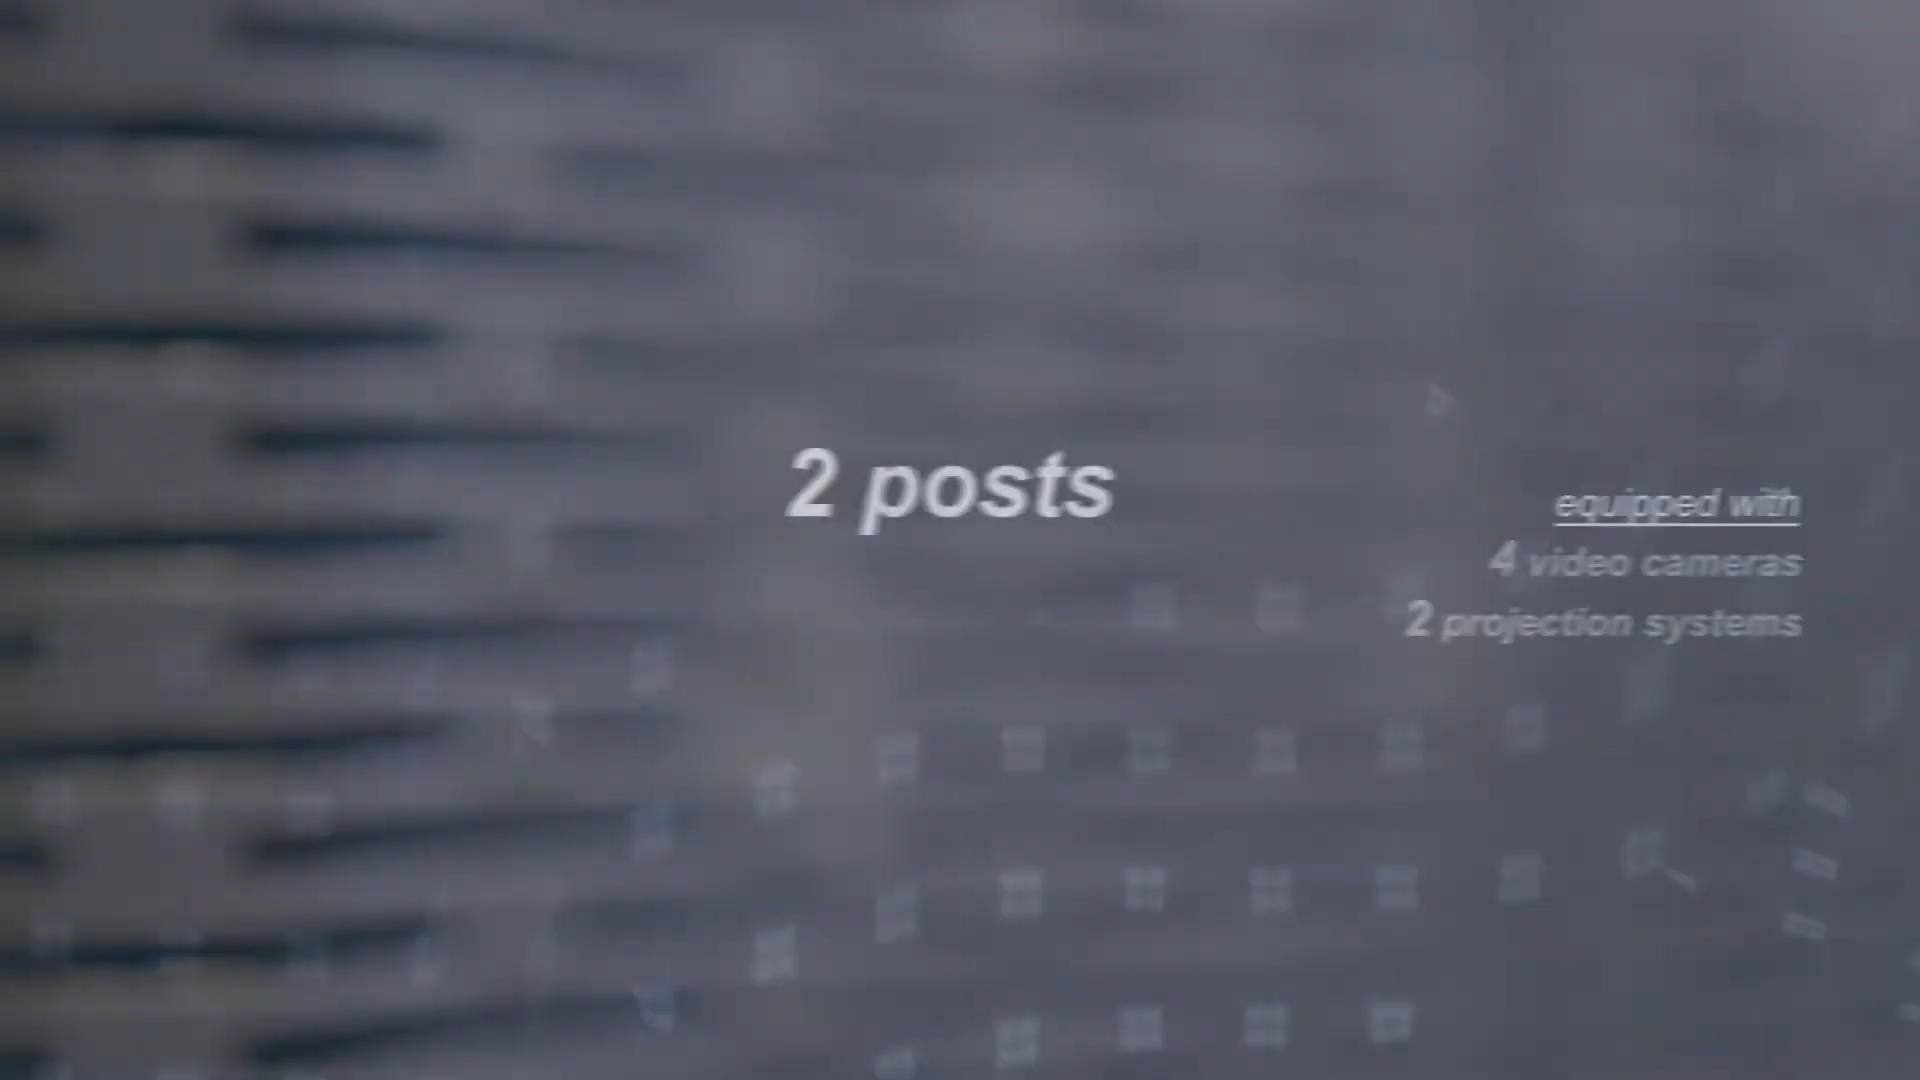 2 posts
equipped with
4 video cameras
2 projection systems